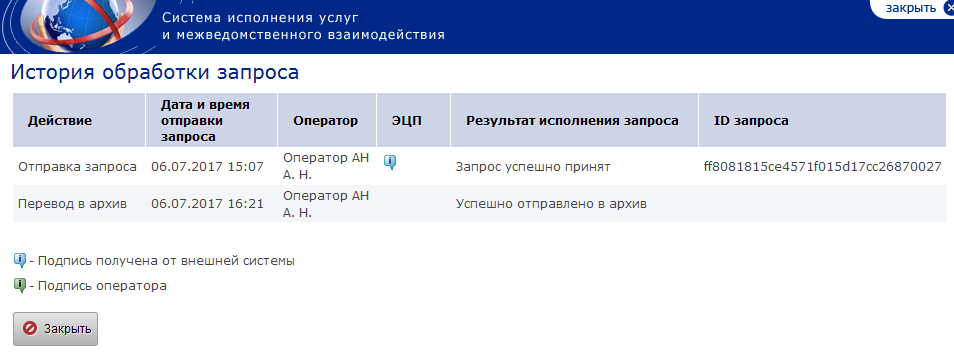 закрыть
Система исполнения услуг
и межведомственного взаимодействия
История обработки запроса
Действие
Дата и время
отправки
запроса
Оператор
ЭЦП
Результат исполнения запроса
ID запроса
Отправка запроса
06.07.2017 15:07
Оператор АН
А. Н.
Запрос успешно принят
ff8081815ce4571f015d17cc26870027
Перевод в архив
06.07.2017 16:21
Оператор АН
А. Н.
Успешно отправлено в архив
- Подпись получена от внешней системы
- Подпись оператора
Закрыть